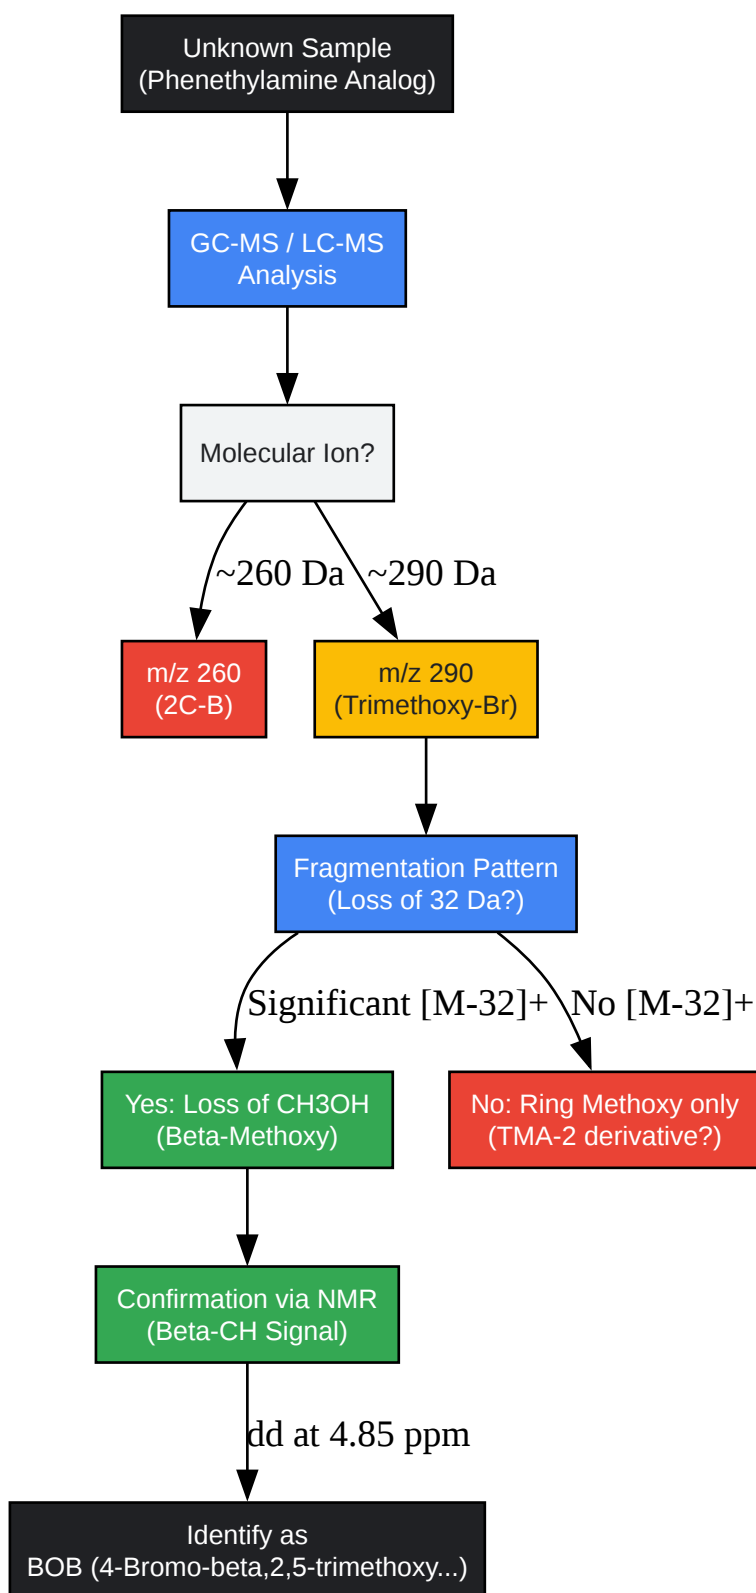 Unknown Sample
(Phenethylamine Analog)
GC-MS / LC-MS
Analysis
Molecular Ion?
~260 Da
~290 Da
m/z 260
(2C-B)
m/z 290
(Trimethoxy-Br)
Fragmentation Pattern
(Loss of 32 Da?)
Significant [M-32]+
No [M-32]+
Yes: Loss of CH3OH
(Beta-Methoxy)
No: Ring Methoxy only
(TMA-2 derivative?)
Confirmation via NMR
(Beta-CH Signal)
dd at 4.85 ppm
Identify as
BOB (4-Bromo-beta,2,5-trimethoxy...)